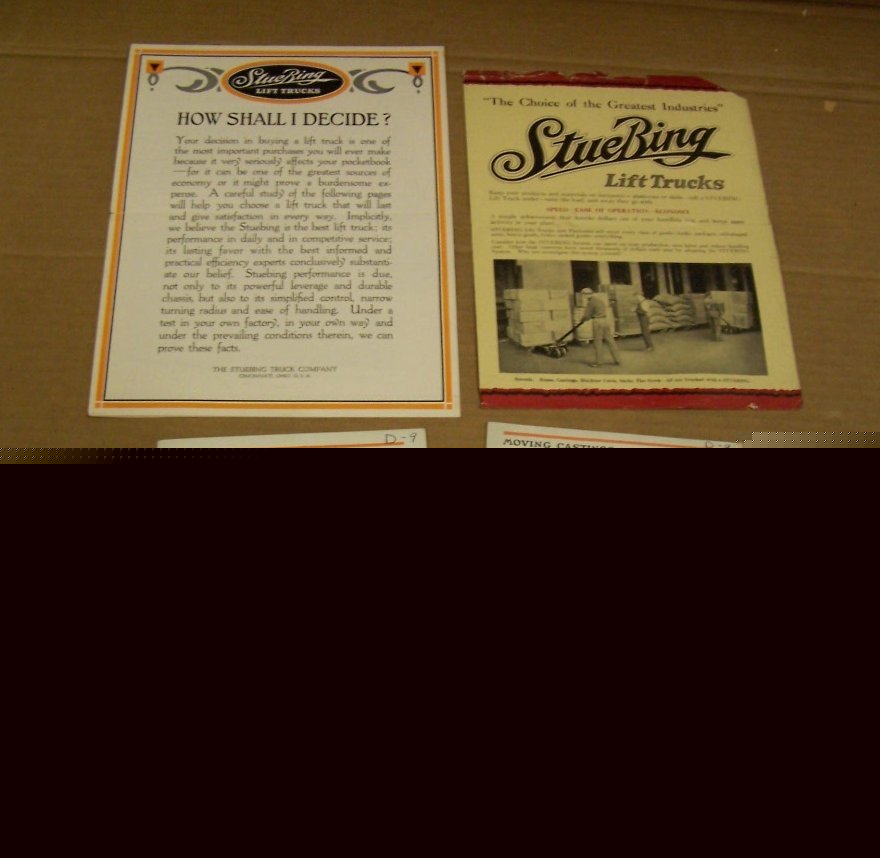 StueBing
LIFT TRUCKS
HOW SHALL I DECIDE?
Your decision in buying a lift truck is one of
the most important purchases you will ever make
because it very seriously affects your pocketbook
—for it can be one of the greatest sources of
economy or it might prove a burdensome ex-
pense. A careful study of the following pages
will help you choose a lift truck that will last
and give satisfaction in every way. Implicitly,
we believe the Stuebing is the best lift truck; its
performance in daily and in competitive service;
its lasting favor with the best informed and
practical efficiency experts conclusively substanti-
ate our belief. Stuebing performance is due,
not only to its powerful leverage and durable
chassis, but also to its simplified control, narrow
turning radius and ease of handling. Under a
test in your own factory, in your own way and
under the prevailing conditions therein, we can
prove these facts.
THE STUEBING TRUCK COMPANY
CINCINNATI, OHIO U.S.A.
"The Choice of the Greatest Industries"
StueBing
Lift Trucks
SPEED - EASE OF OPERATION - ECONOMY
D-9
MOVING CASTINGS